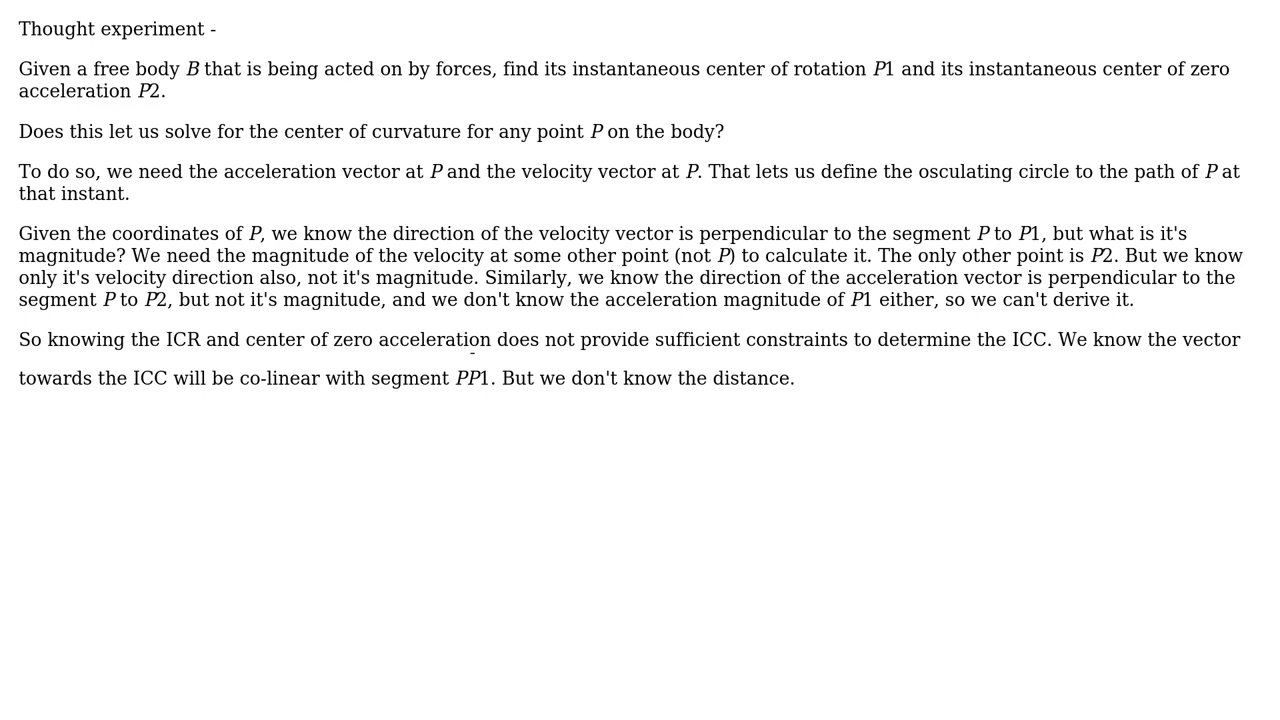 Thought experiment -
Given a free body B that is being acted on by forces, find its instantaneous center of rotation P1 and its instantaneous center of zero
acceleration P2.
Does this let us solve for the center of curvature for any point P on the body?
To do so, we need the acceleration vector at P and the velocity vector at P. That lets us define the osculating circle to the path of P at
that instant.
Given the coordinates of P, we know the direction of the velocity vector is perpendicular to the segment P to P1, but what is it's
magnitude? We need the magnitude of the velocity at some other point (not P) to calculate it. The only other point is P2. But we know
only it's velocity direction also, not it's magnitude. Similarly, we know the direction of the acceleration vector is perpendicular to the
segment P to P2, but not it's magnitude, and we don't know the acceleration magnitude of P1 either, so we can't derive it.
So knowing the ICR and center of zero acceleration does not provide sufficient constraints to determine the ICC. We know the vector
-
towards the ICC will be co-linear with segment PP1. But we don't know the distance.